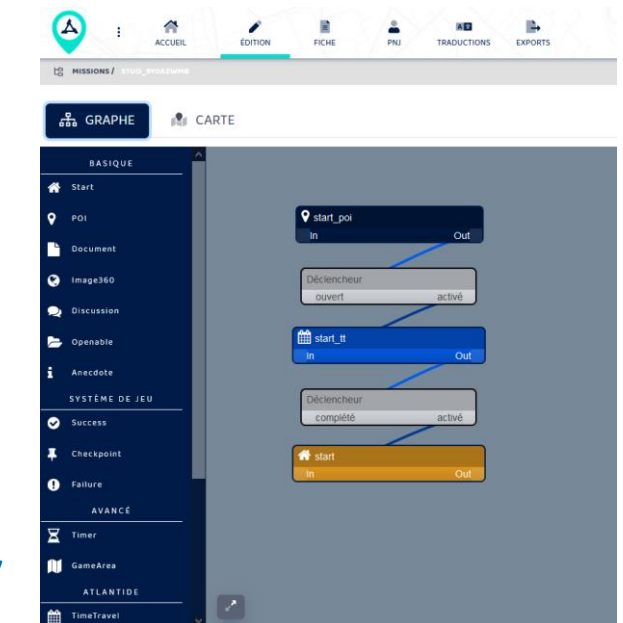 ACCUEIL
ÉDITION
FICHE
PNJ
TRADUCTIONS
EXPORTS
MISSIONS /
GRAPHE
CARTE
BASIQUE
Start
POI
Document
Image360
Discussion
Openable
Anecdote
SYSTÈME DE JEU
Success
Checkpoint
Failure
AVANCÉ
Timer
GameArea
ATLANTIDE
TimeTravel
start_poi
In Out
Déclencheur
ouvert activé
start_tt
In Out
Déclencheur
complété activé
start
In Out